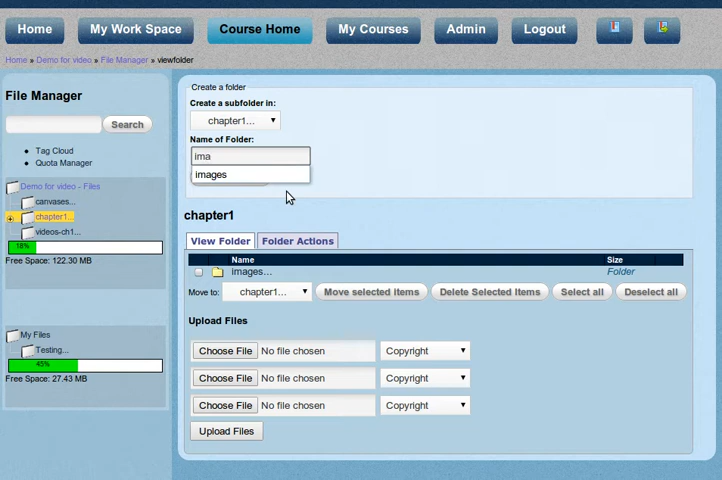 Home
My Work Space
Course Home
My Courses
Admin
Logout
Home » Demo for video » File Manager » viewfolder
File Manager
Search
Tag Cloud
Quota Manager
Demo for video - Files
canvases...
chapter1...
videos-ch1...
18%
Free Space: 122.30 MB
My Files
Testing...
45%
Free Space: 27.43 MB
Create a folder
Create a subfolder in:
chapter1...
Name of Folder:
ima
images
chapter1
View Folder
Folder Actions
Name Size
images... Folder
Move to: chapter1... Move selected items Delete Selected Items Select all Deselect all
Upload Files
Choose File No file chosen Copyright
Choose File No file chosen Copyright
Choose File No file chosen Copyright
Upload Files